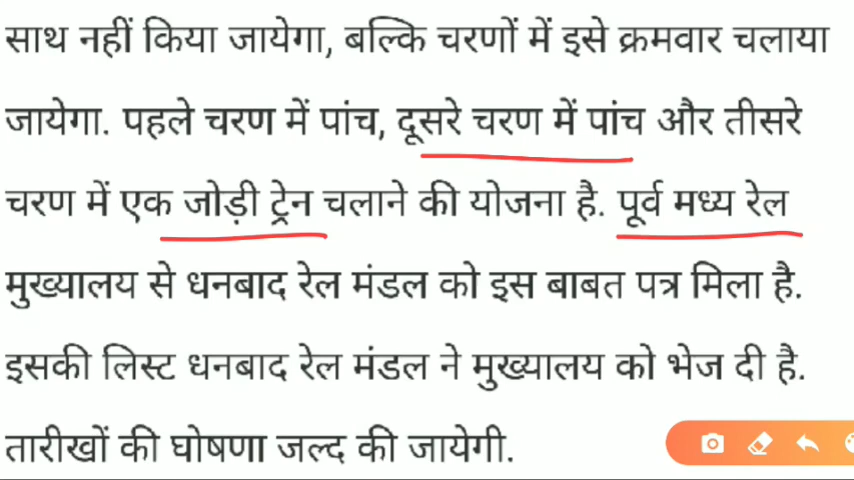 साथ नहीं किया जायेगा, बल्कि चरणों में इसे क्रमवार चलाया
जायेगा. पहले चरण में पांच, दूसरे चरण में पांच और तीसरे
चरण में एक जोड़ी ट्रेन चलाने की योजना है. पूर्व मध्य रेल
मुख्यालय से धनबाद रेल मंडल को इस बाबत पत्र मिला है.
इसकी लिस्ट धनबाद रेल मंडल ने मुख्यालय को भेज दी है.
तारीखों की घोषणा जल्द की जायेगी.